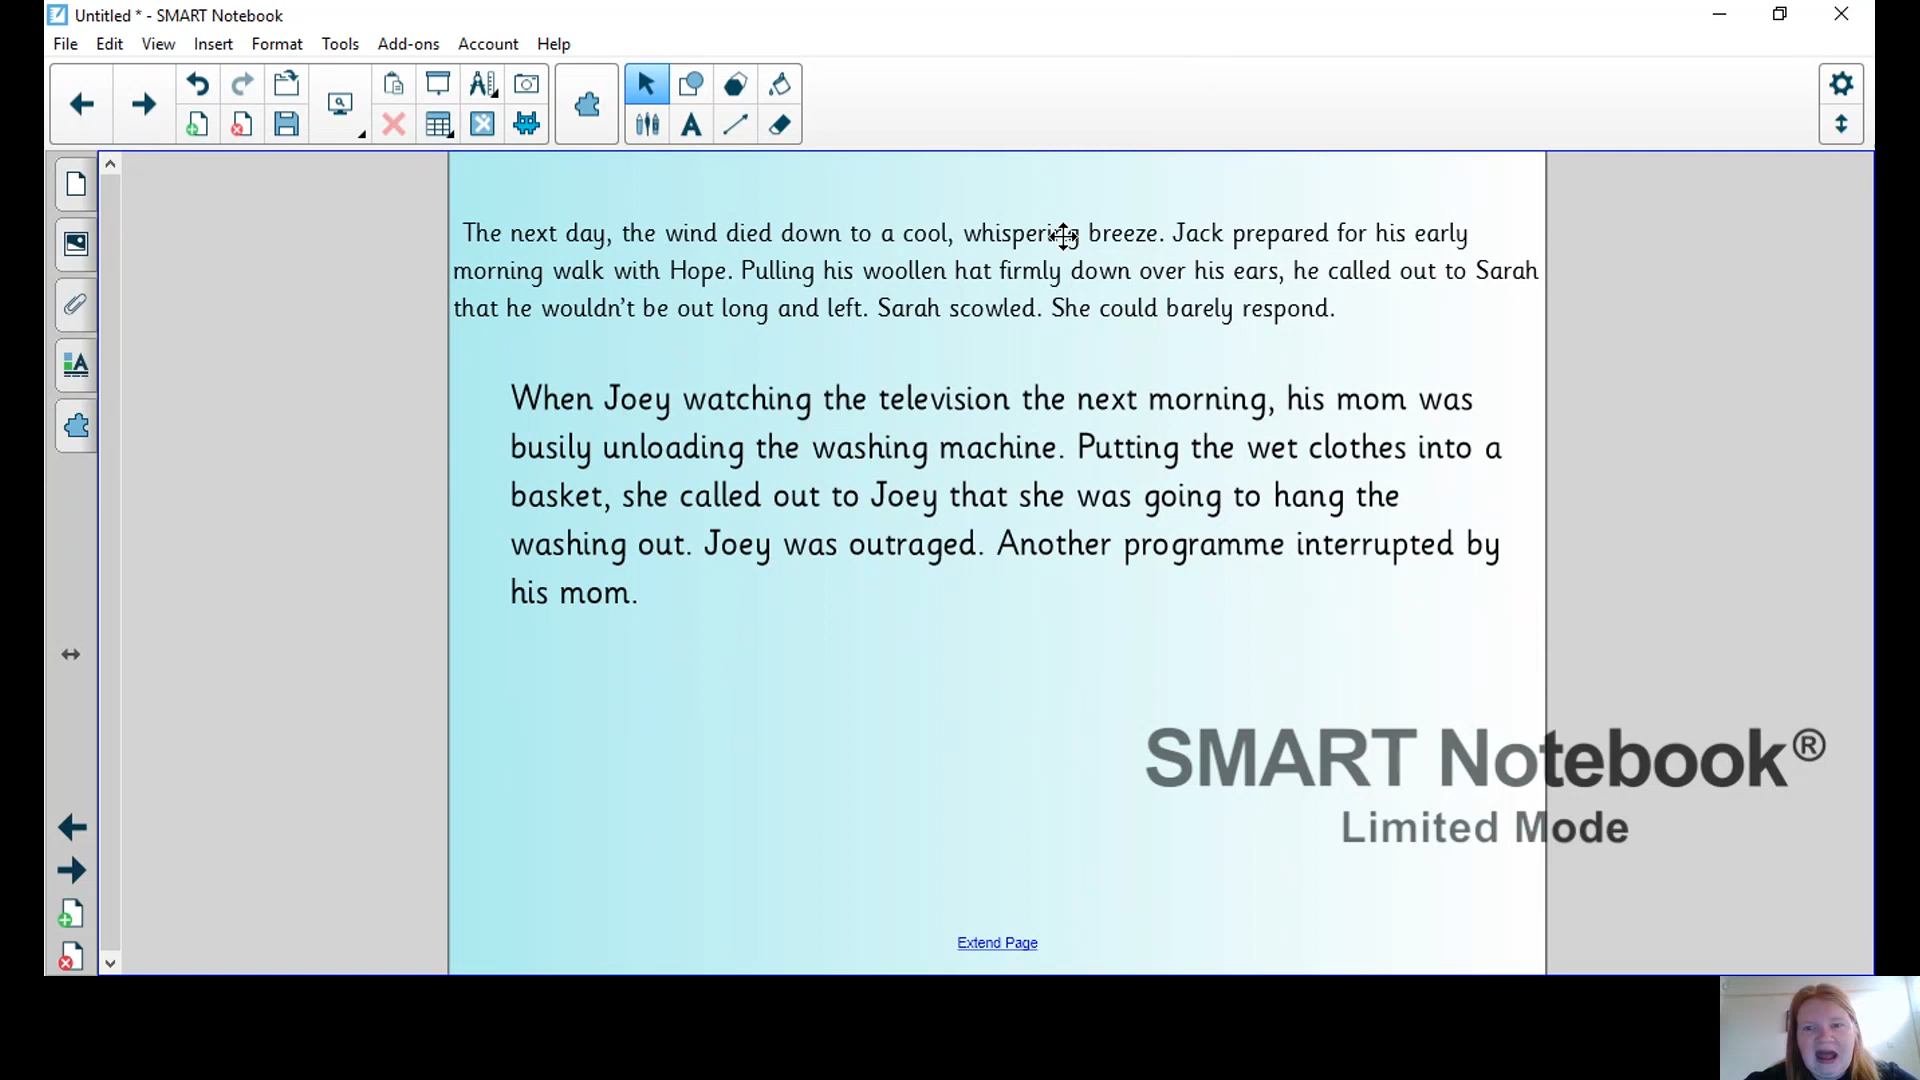 Untitled * - SMART Notebook
File Edit View Insert Format Tools Add-ons Account Help
The next day, the wind died down to a cool, whispering breeze. Jack prepared for his early
morning walk with Hope. Pulling his woollen hat firmly down over his ears, he called out to Sarah
that he wouldn't be out long and left. Sarah scowled. She could barely respond.
When Joey watching the television the next morning, his mom was
busily unloading the washing machine. Putting the wet clothes into a
basket, she called out to Joey that she was going to hang the
washing out. Joey was outraged. Another programme interrupted by
his mom.
SMART Notebook®
Limited Mode
Extend Page